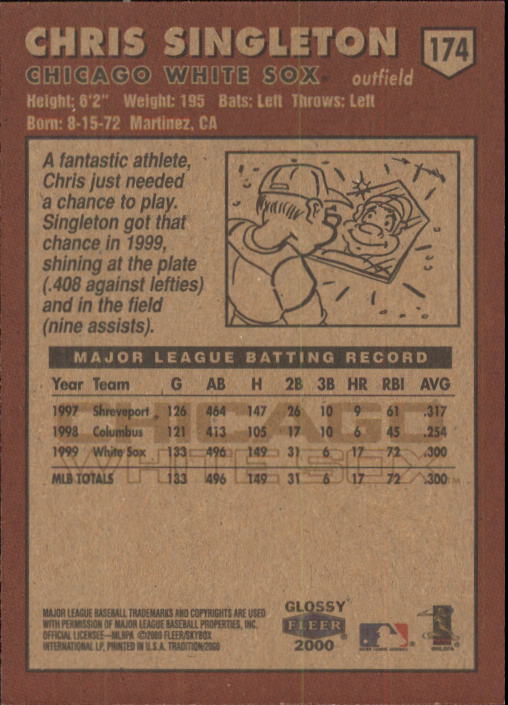 CHRIS SINGLETON
174
CHICAGO WHITE SOX® outfield
Height: 6'2" Weight: 195 Bats: Left Throws: Left
Born: 8-15-72 Martinez, CA
A fantastic athlete,
Chris just needed
a chance to play.
Singleton got that
chance in 1999,
shining at the plate
(.408 against lefties)
and in the field
(nine assists).
MAJOR LEAGUE BATTING RECORD
Year Team G AB H 2B 3B HR RBI AVG
1997 Shreveport 126 464 147 26 10 9 61 .317
1998 Columbus 121 413 105 17 10 6 45 .254
1999 White Sox 133 496 149 31 6 17 72 .300
MLB TOTALS 133 496 149 31 6 17 72 .300
CHICAGO
WHITE SOX™
MAJOR LEAGUE BASEBALL TRADEMARKS AND COPYRIGHTS ARE USED
WITH PERMISSION OF MAJOR LEAGUE BASEBALL PROPERTIES, INC.
OFFICIAL LICENSEE—MLBPA ©2000 FLEER/SKYBOX
INTERNATIONAL LP, PRINTED IN U.S.A. TRADITION/2000
GLOSSY
FLEER
2000